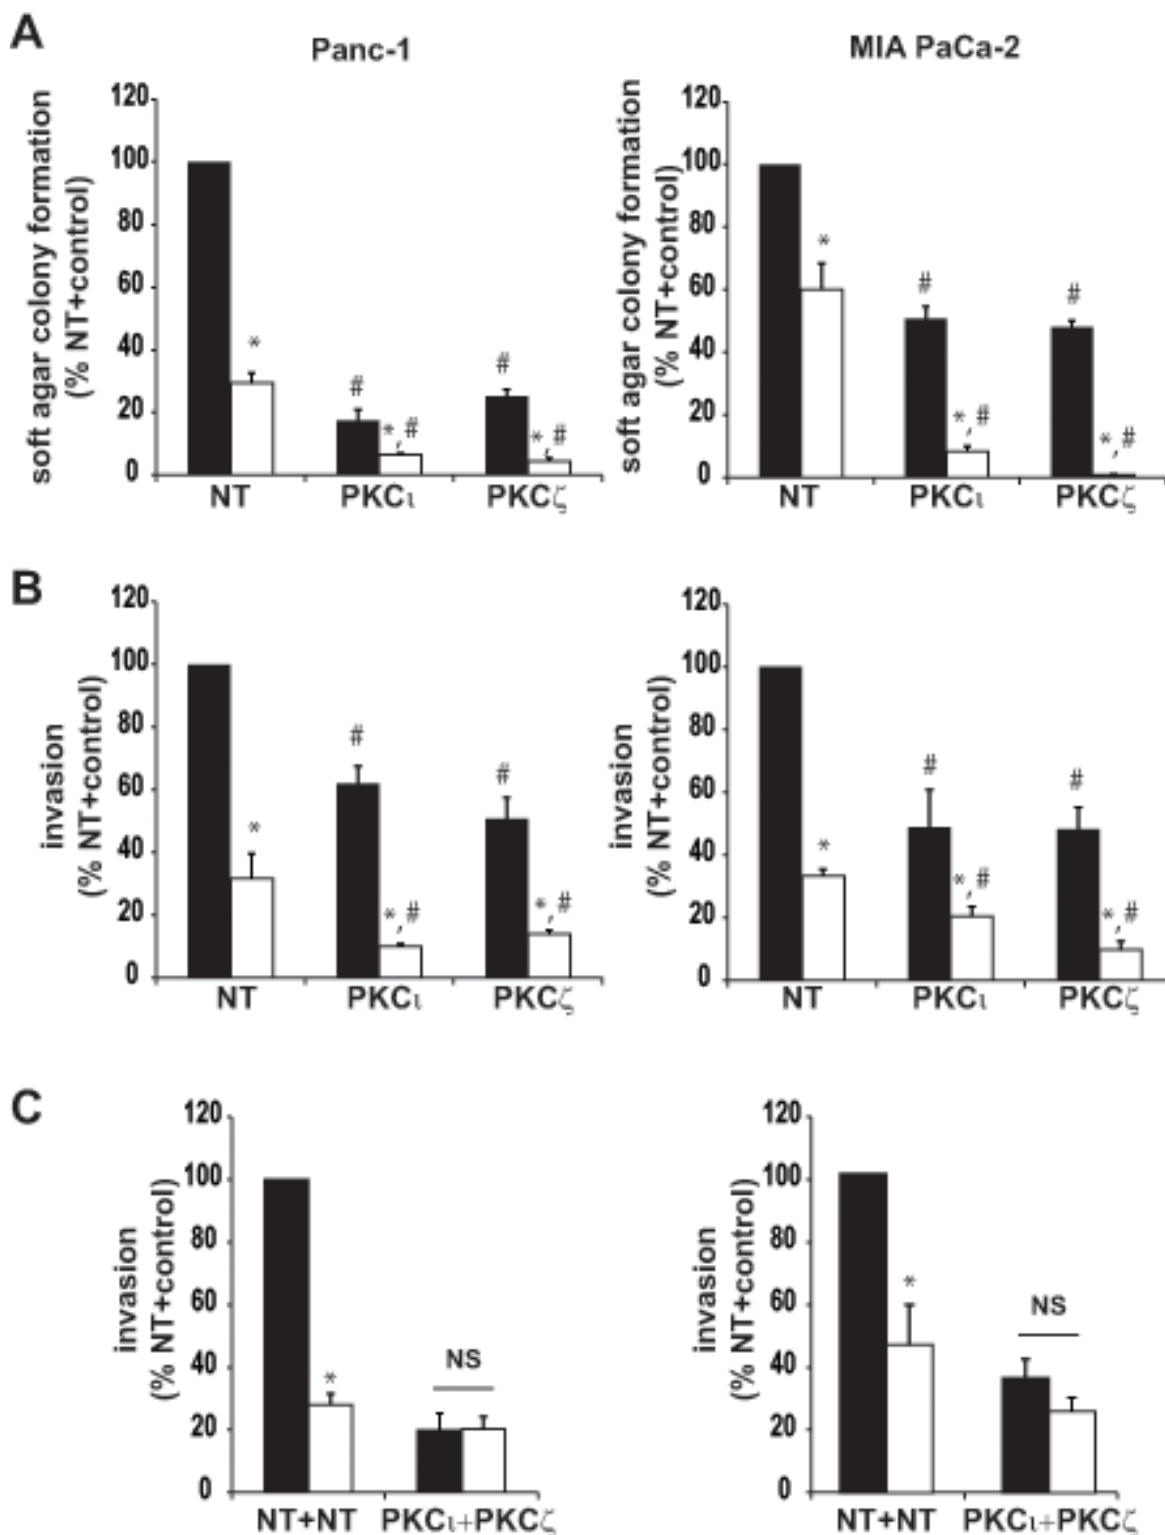 A
Panc-1
MIA PaCa-2
soft agar colony formation
(% NT+control)
120
100
80
60
40
20
0
*
#
*, #
#
*, #
NT
PKCι
PKCζ
soft agar colony formation
(% NT+control)
120
100
80
60
40
20
0
*
#
*, #
#
*, #
NT
PKCι
PKCζ
B
invasion
(% NT+control)
120
100
80
60
40
20
0
*
#
*, #
#
*, #
NT
PKCι
PKCζ
invasion
(% NT+control)
120
100
80
60
40
20
0
*
#
*, #
#
*, #
NT
PKCι
PKCζ
C
invasion
(% NT+control)
120
100
80
60
40
20
0
*
NS
NT+NT
PKCι+PKCζ
invasion
(% NT+control)
120
100
80
60
40
20
0
*
NS
NT+NT
PKCι+PKCζ